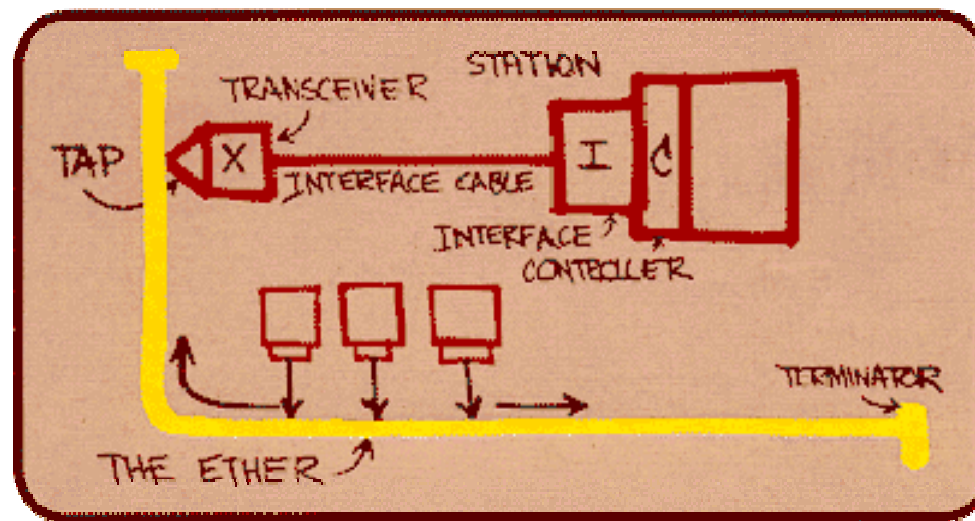 STATION
TRANSCEIVER
TAP
X
I
C
INTERFACE CABLE
INTERFACE
CONTROLLER
TERMINATOR
THE ETHER